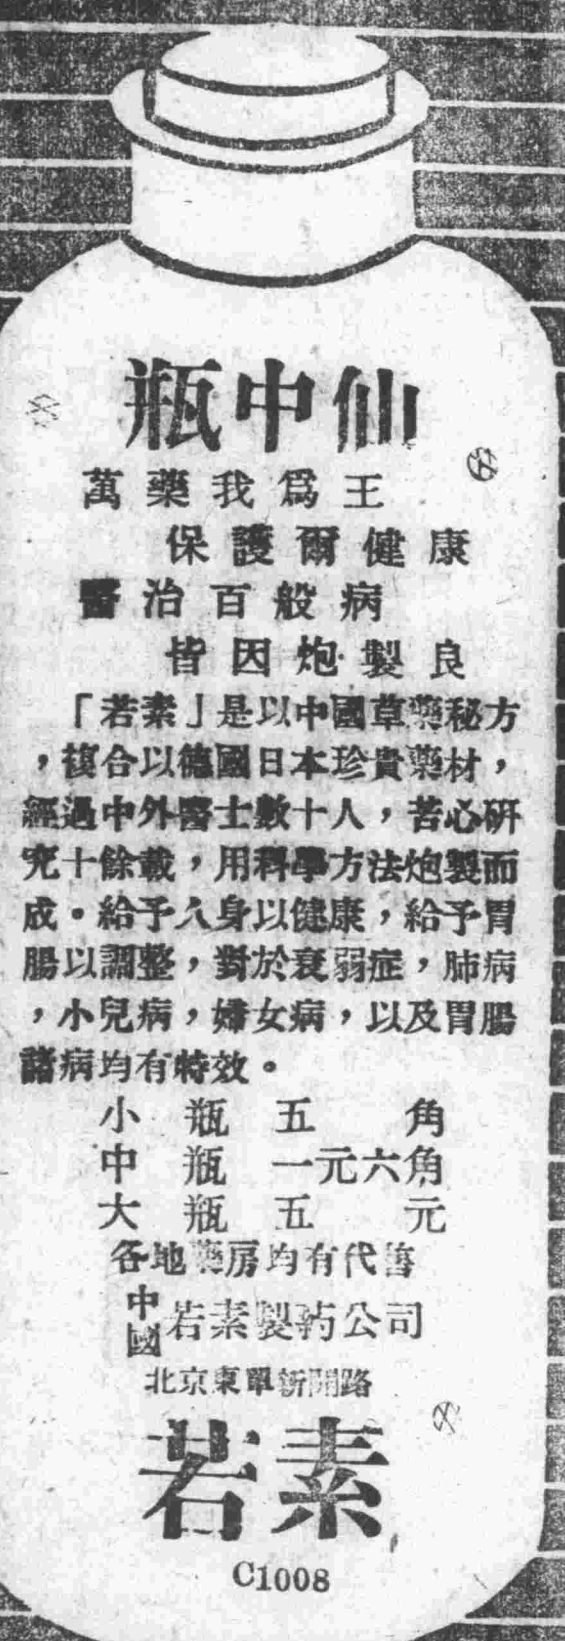 瓶中仙
萬藥我爲王
保護爾健康
醫治百般病
皆因炮製良
「若素」是以中國草藥秘方
，複合以德國日本珍貴藥材，
經過中外醫士數十人，苦心研
究十餘載，用科學方法炮製而
成。給予人身以健康，給予胃
腸以調整，對於衰弱症，肺病
，小兒病，婦女病，以及胃腸
諸病均有特效。
小瓶五角
中瓶一元六角
大瓶五元
各地藥房均有代售
中國若素製葯公司
北京東單新開路
若素
C1008